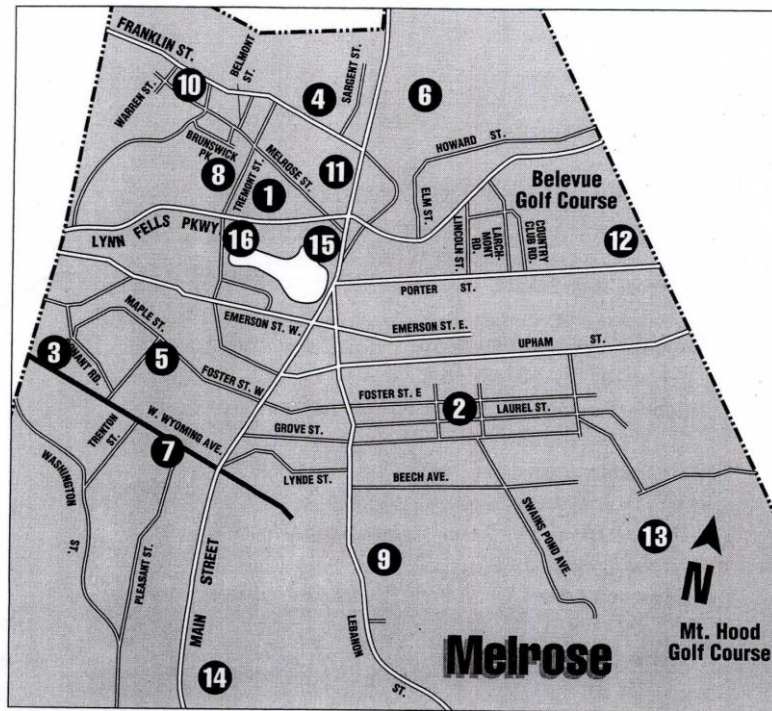 FRANKLIN ST.
BELMONT
ST.
SARGENT ST.
WARREN ST.
10
4
6
BRUNSWICK
PK.
MELROSE ST.
HOWARD ST.
8
TREMONT ST.
11
1
ELM ST.
Belevue
Golf Course
LYNN FELLS PKWY.
16
15
LINCOLN ST.
LARCH-
MONT
RD.
COUNTRY
CLUB RD.
12
PORTER ST.
MAPLE ST.
EMERSON ST. W.
EMERSON ST. E.
UPHAM ST.
3
5
FOSTER ST. W
FOSTER ST. E
2
LAUREL ST.
TRENTON
ST.
W. WYOMING AVE.
GROVE ST.
7
WASHINGTON
ST.
LYNDE ST.
BEECH AVE.
SWAINS POND AVE.
13
PLEASANT ST.
MAIN STREET
9
N
LEBANON
ST.
Melrose
Mt. Hood
Golf Course
14